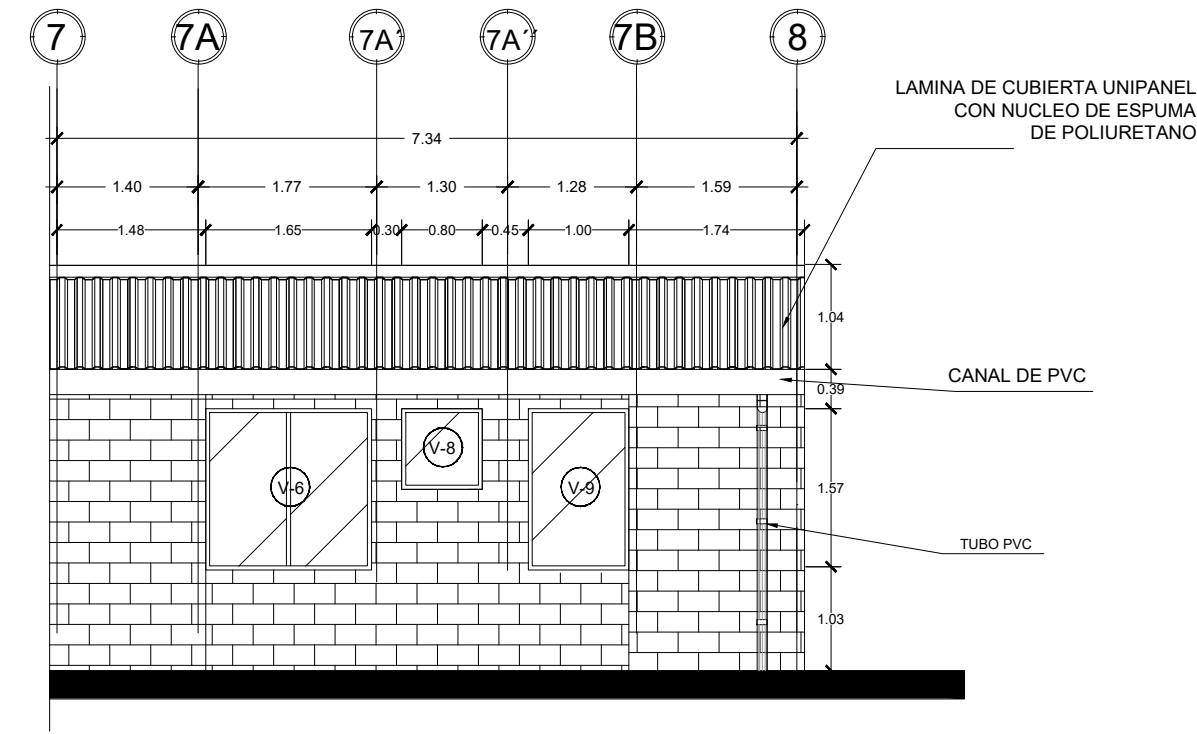 7 7A 7A´ 7A´´ 7B 8
LAMINA DE CUBIERTA UNIPANEL
CON NUCLEO DE ESPUMA
DE POLIURETANO
7.34
1.40 1.77 1.30 1.28 1.59
1.48 1.65 0.30 0.80 0.45 1.00 1.74
1.04
CANAL DE PVC
0.39
V-8
V-6 V-9
1.57
TUBO PVC
1.03